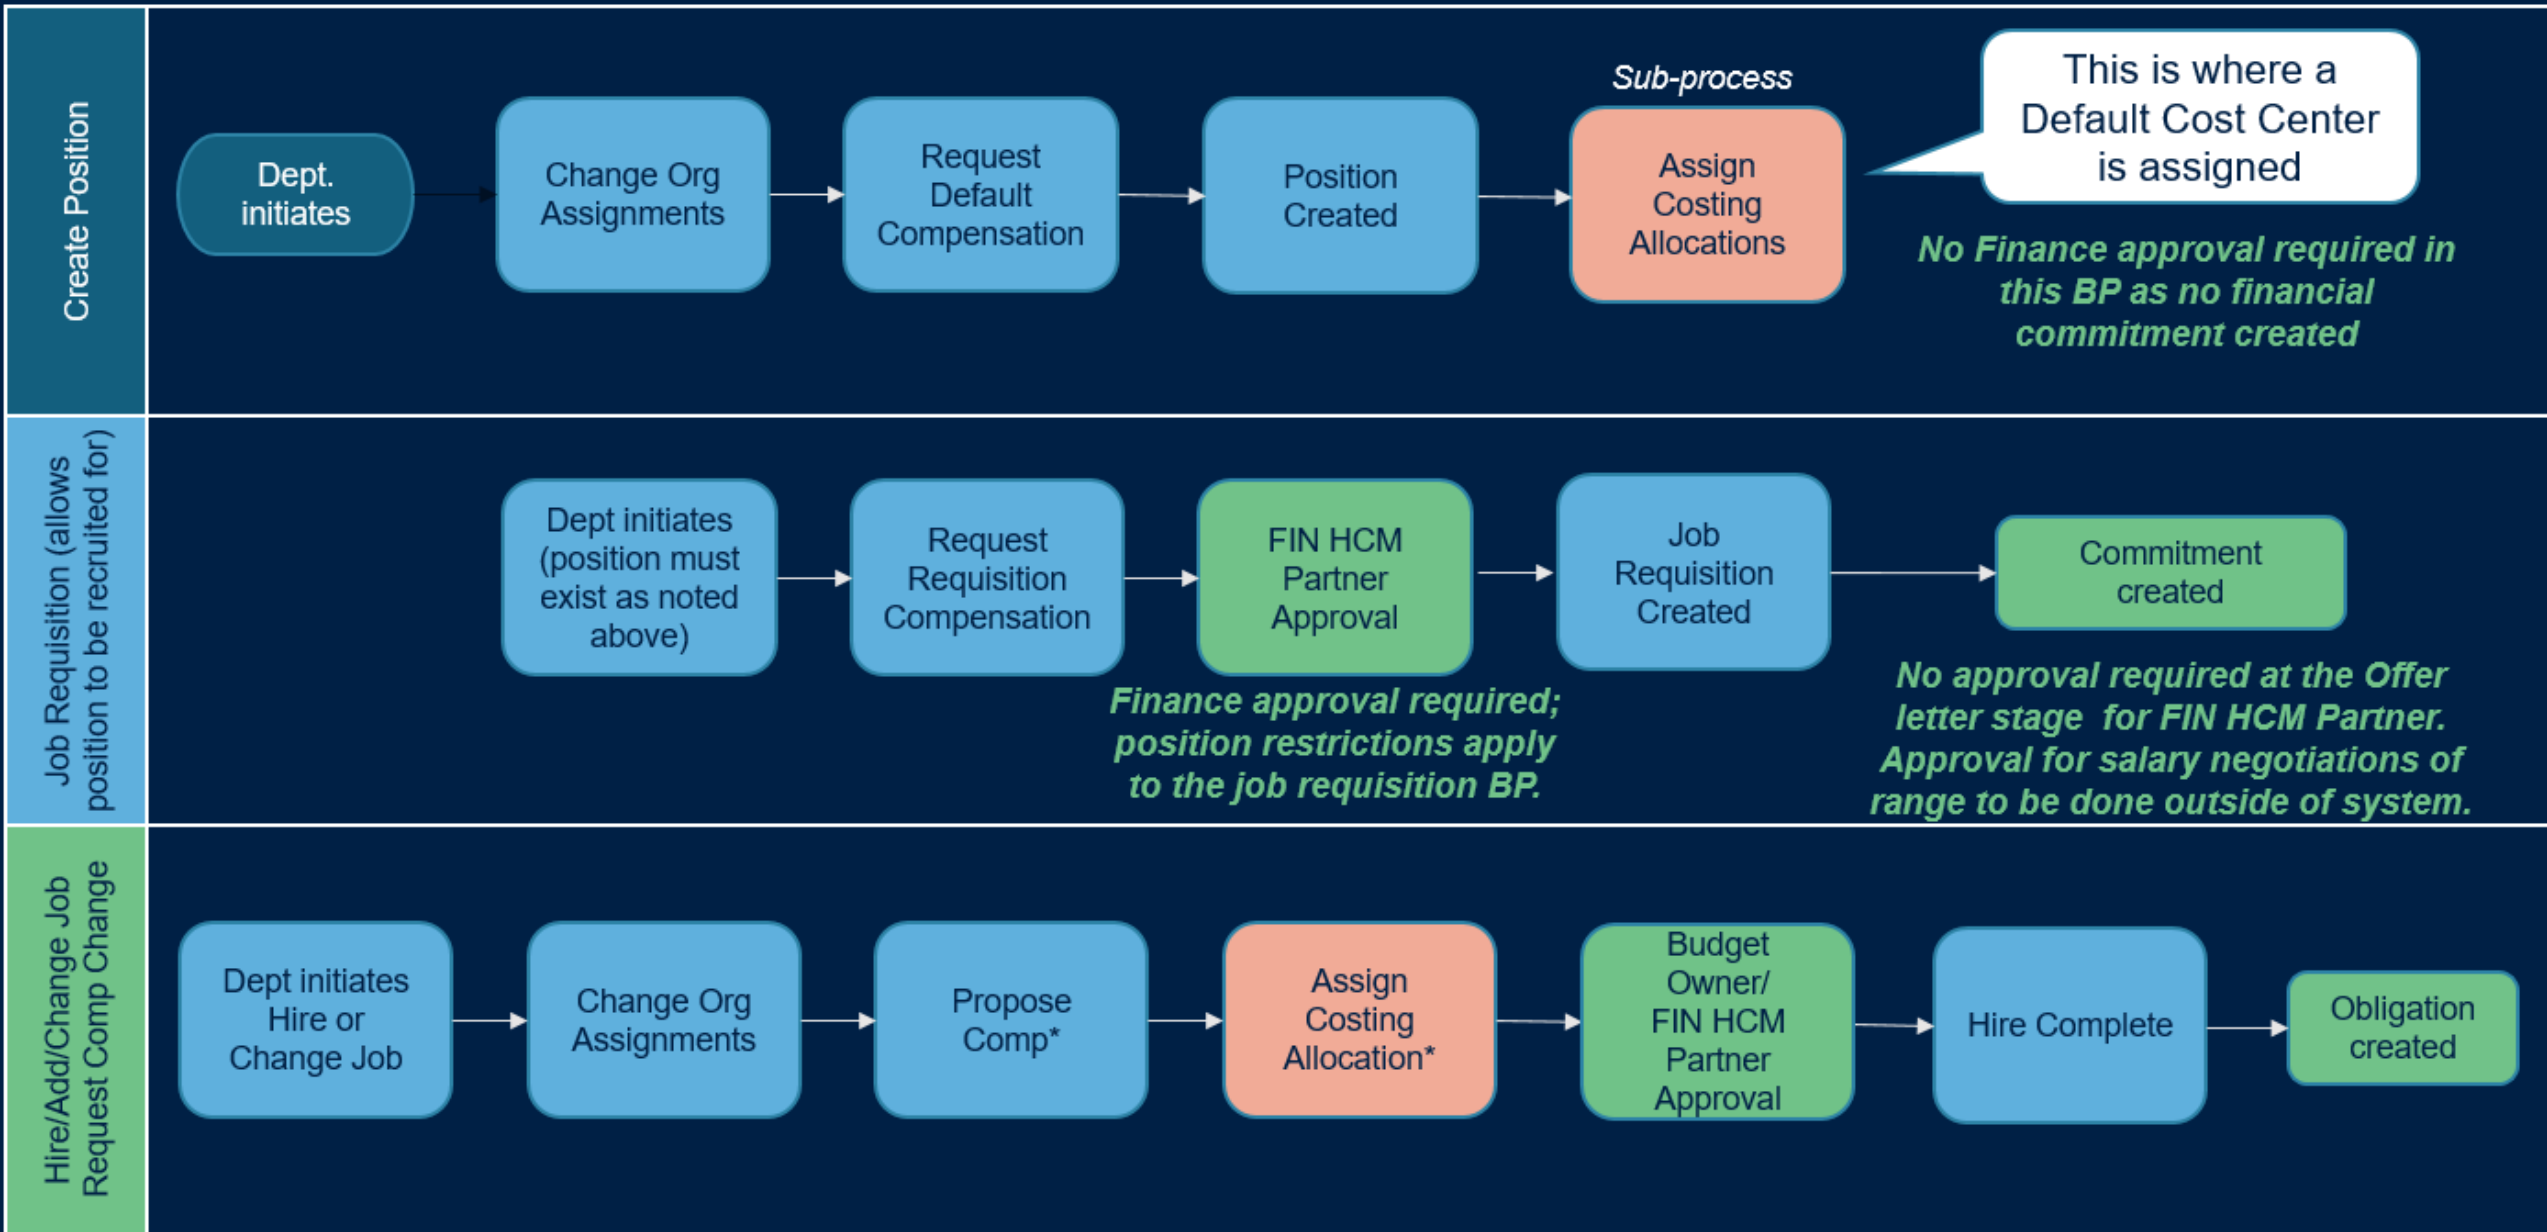 Create Position
Dept.
initiates
Change Org
Assignments
Request
Default
Compensation
Position
Created
Sub-process
Assign
Costing
Allocations
This is where a
Default Cost Center
is assigned
No Finance approval required in
this BP as no financial
commitment created
Job Requisition (allows
position to be recruited for)
Dept initiates
(position must
exist as noted
above)
Request
Requisition
Compensation
FIN HCM
Partner
Approval
Finance approval required;
position restrictions apply
to the job requisition BP.
Job
Requisition
Created
Commitment
created
No approval required at the Offer
letter stage  for FIN HCM Partner.
Approval for salary negotiations of
range to be done outside of system.
Hire/Add/Change Job
Request Comp Change
Dept initiates
Hire or
Change Job
Change Org
Assignments
Propose
Comp*
Assign
Costing
Allocation*
Budget
Owner/
FIN HCM
Partner
Approval
Hire Complete
Obligation
created